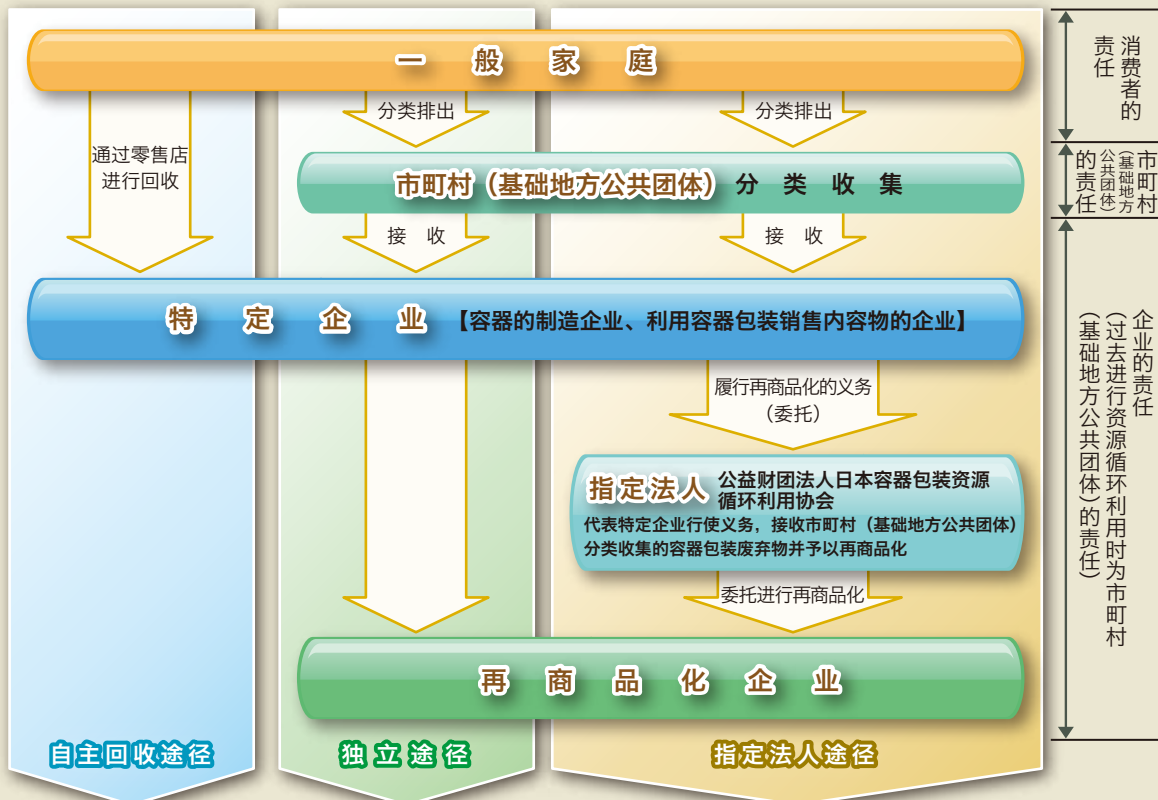 一般家庭
分类排出
分类排出
通过零售店
进行回收
市町村（基础地方公共团体）分类收集
接收
接收
特定企业【容器的制造企业、利用容器包装销售内容物的企业】
履行再商品化的义务
（委托）
指定法人 公益财团法人日本容器包装资源
循环利用协会
代表特定企业行使义务，接收市町村（基础地方公共团体）
分类收集的容器包装废弃物并予以再商品化
委托进行再商品化
再商品化企业
自主回收途径
独立途径
指定法人途径
消费者的
责任
市町村
（基础地方
公共团体）
的责任
企业的责任
（过去进行资源循环利用时为市町村
（基础地方公共团体）的责任）